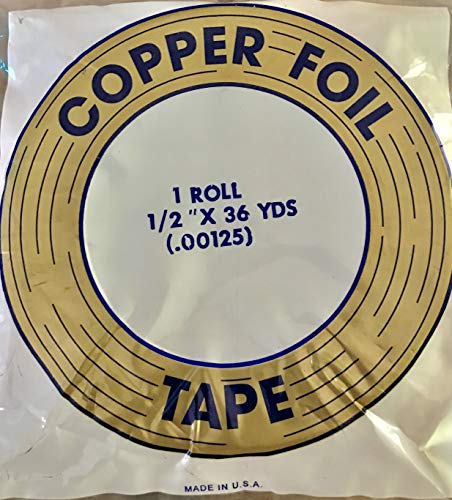 COPPER FOIL
1 ROLL
1/2 "X 36 YDS
(.00125)
TAPE
MADE IN U.S.A.